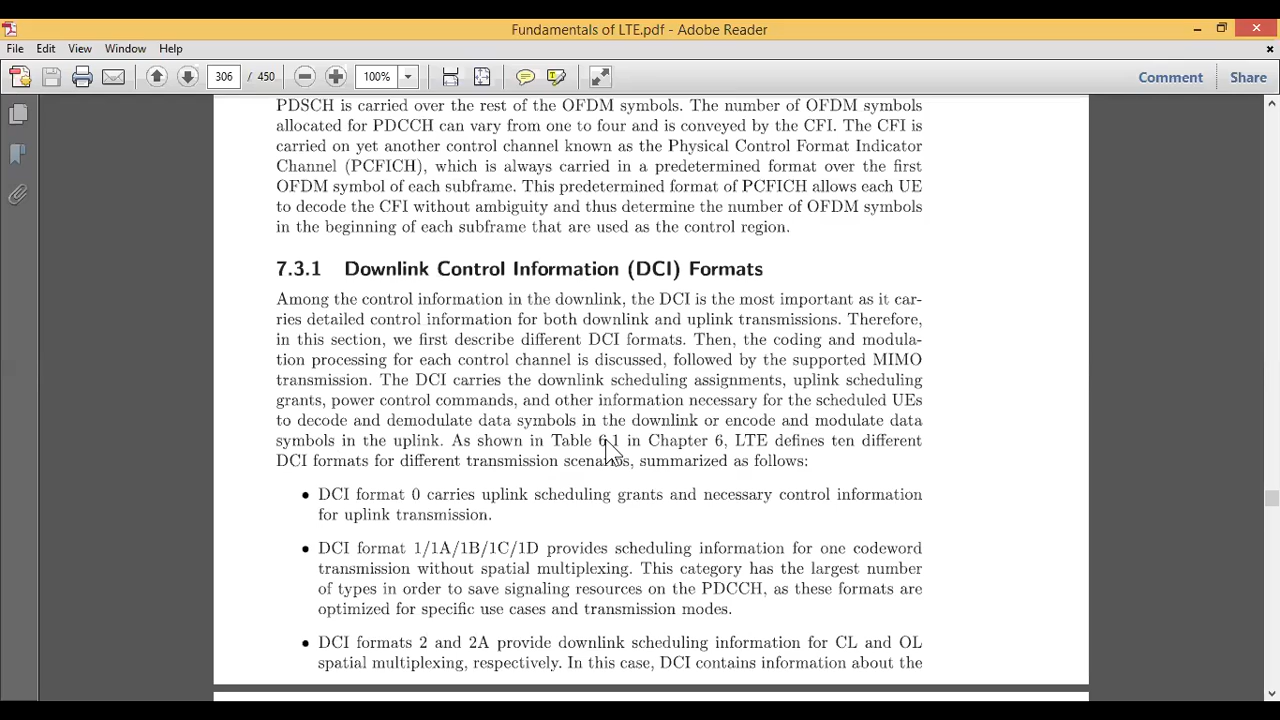 Fundamentals of LTE.pdf - Adobe Reader
File Edit View Window Help
306 / 450 100% Comment Share
PDSCH is carried over the rest of the OFDM symbols. The number of OFDM symbols
allocated for PDCCH can vary from one to four and is conveyed by the CFI. The CFI is
carried on yet another control channel known as the Physical Control Format Indicator
Channel (PCFICH), which is always carried in a predetermined format over the first
OFDM symbol of each subframe. This predetermined format of PCFICH allows each UE
to decode the CFI without ambiguity and thus determine the number of OFDM symbols
in the beginning of each subframe that are used as the control region.
7.3.1 Downlink Control Information (DCI) Formats
Among the control information in the downlink, the DCI is the most important as it car-
ries detailed control information for both downlink and uplink transmissions. Therefore,
in this section, we first describe different DCI formats. Then, the coding and modula-
tion processing for each control channel is discussed, followed by the supported MIMO
transmission. The DCI carries the downlink scheduling assignments, uplink scheduling
grants, power control commands, and other information necessary for the scheduled UEs
to decode and demodulate data symbols in the downlink or encode and modulate data
symbols in the uplink. As shown in Table 6.1 in Chapter 6, LTE defines ten different
DCI formats for different transmission scenarios, summarized as follows:
• DCI format 0 carries uplink scheduling grants and necessary control information
for uplink transmission.
• DCI format 1/1A/1B/1C/1D provides scheduling information for one codeword
transmission without spatial multiplexing. This category has the largest number
of types in order to save signaling resources on the PDCCH, as these formats are
optimized for specific use cases and transmission modes.
• DCI formats 2 and 2A provide downlink scheduling information for CL and OL
spatial multiplexing, respectively. In this case, DCI contains information about the